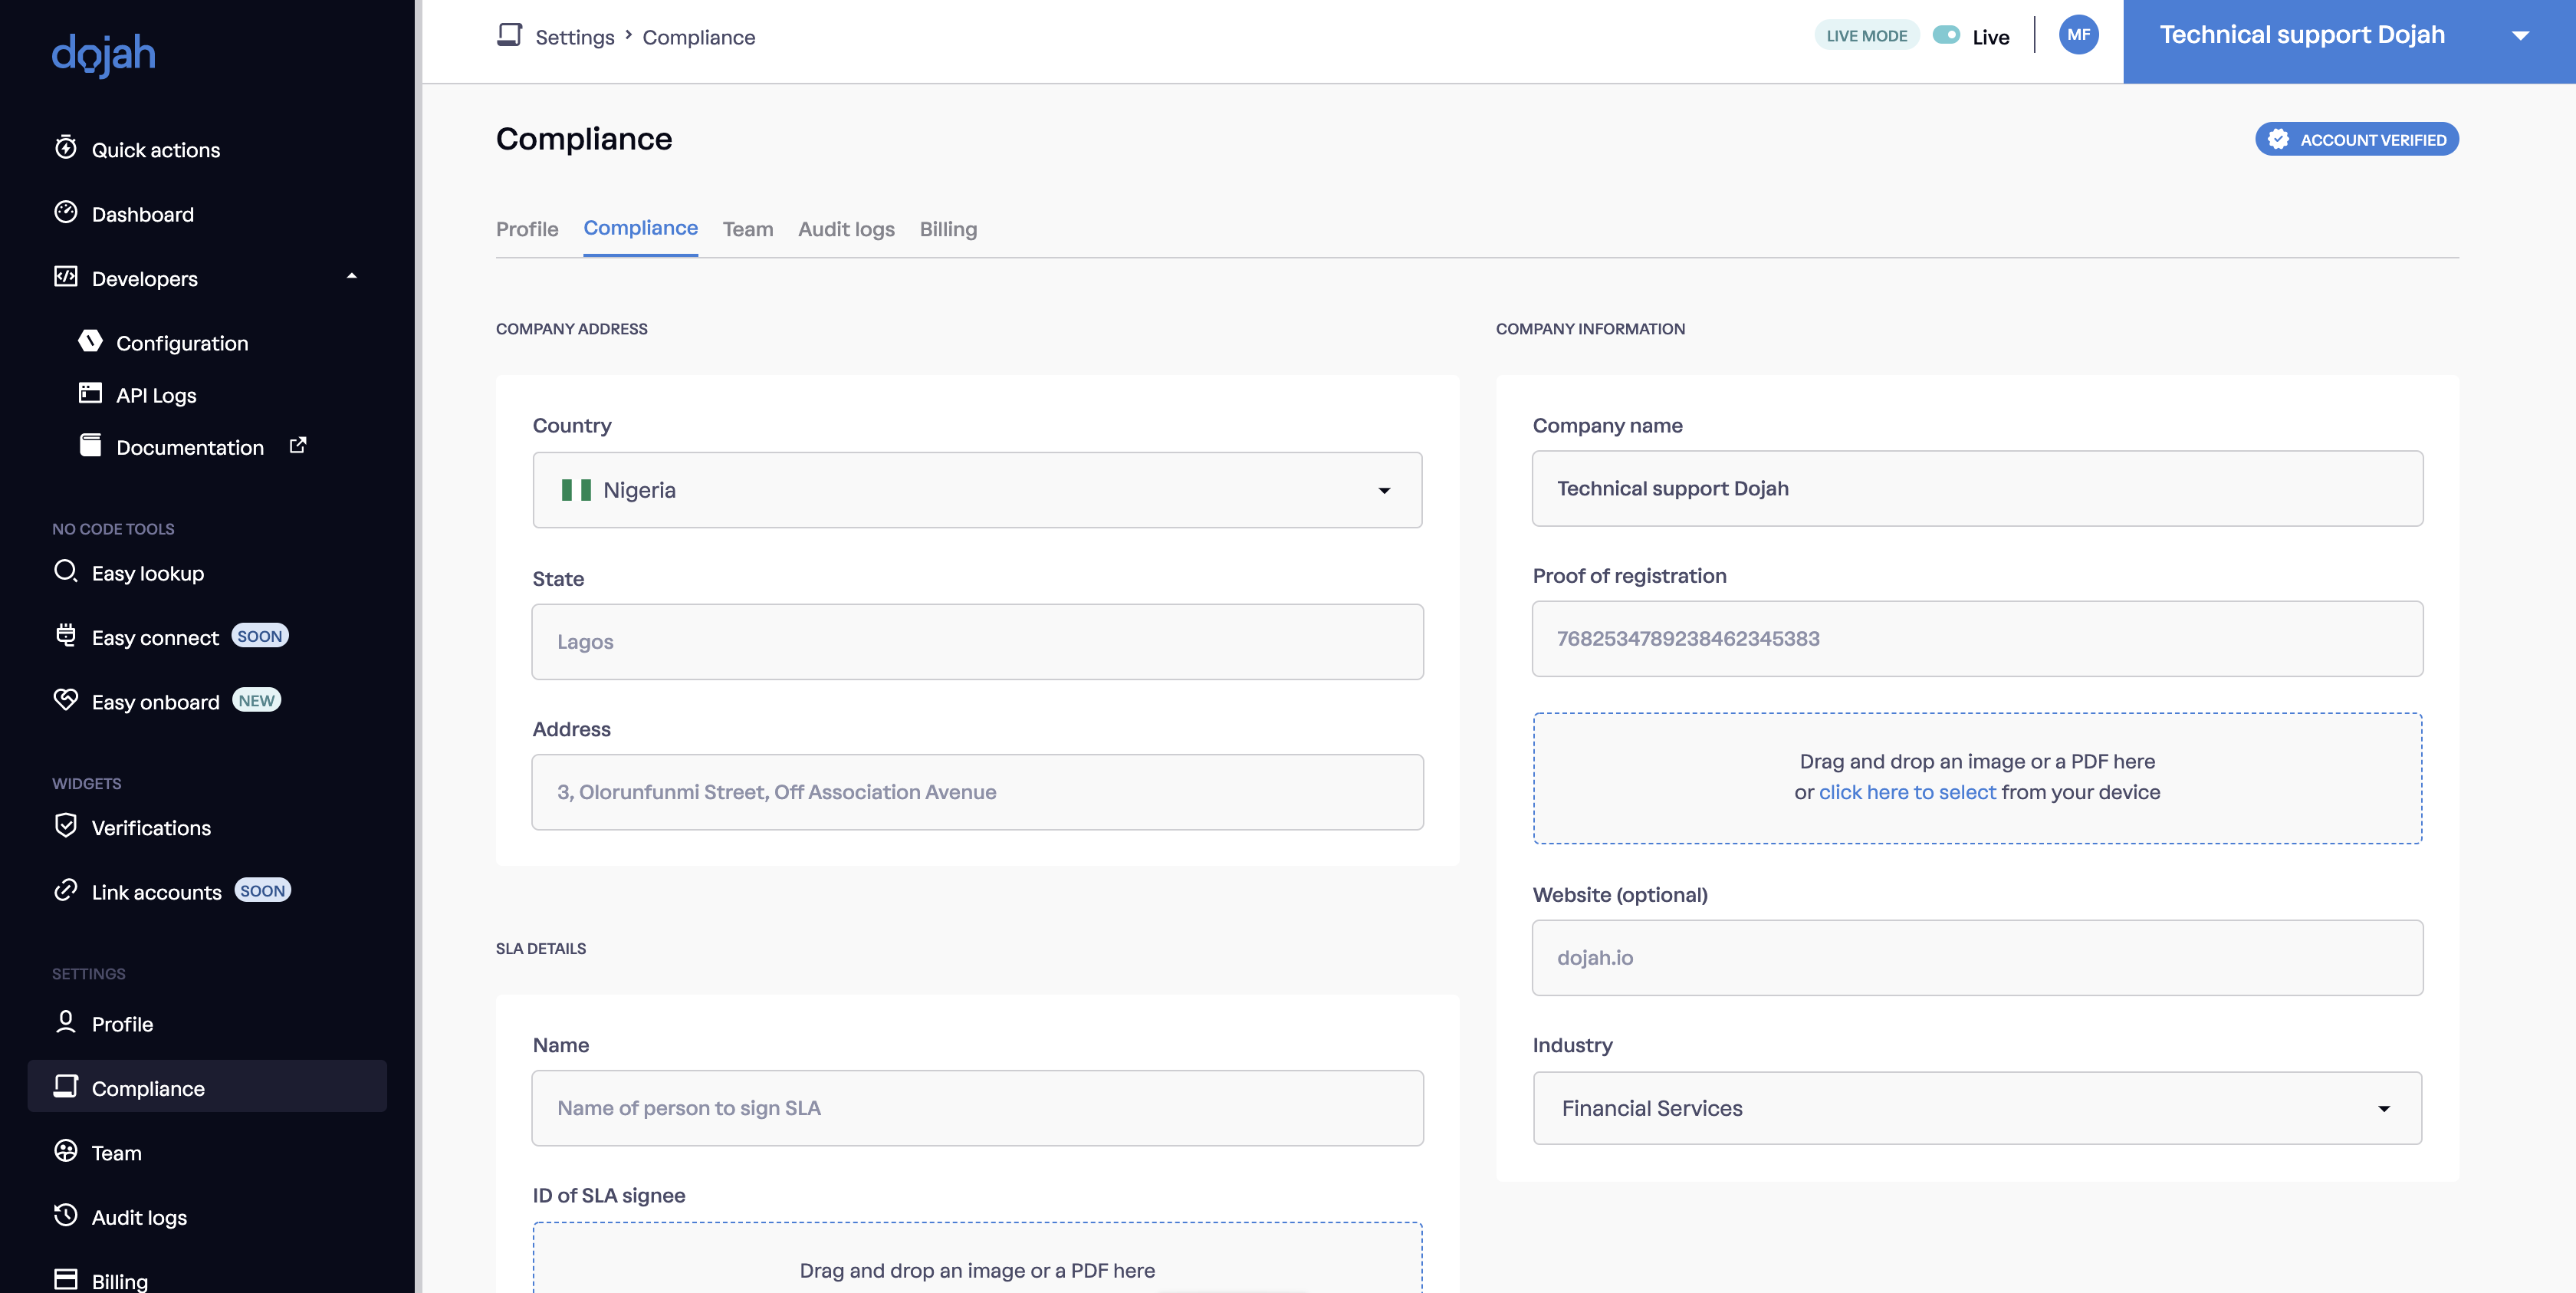 dojah
Quick actions
Dashboard
Developers
Configuration
API Logs
Documentation
NO CODE TOOLS
Easy lookup
Easy connect SOON
Easy onboard NEW
WIDGETS
Verifications
Link accounts SOON
SETTINGS
Profile
Compliance
Team
Audit logs
Billing
Settings › Compliance
LIVE MODE Live
MF
Technical support Dojah
Compliance
ACCOUNT VERIFIED
Profile Compliance Team Audit logs Billing
COMPANY ADDRESS
Country
Nigeria
State
Lagos
Address
3, Olorunfunmi Street, Off Association Avenue
SLA DETAILS
Name
Name of person to sign SLA
ID of SLA signee
Drag and drop an image or a PDF here
COMPANY INFORMATION
Company name
Technical support Dojah
Proof of registration
7682534789238462345383
Drag and drop an image or a PDF here
or click here to select from your device
Website (optional)
dojah.io
Industry
Financial Services